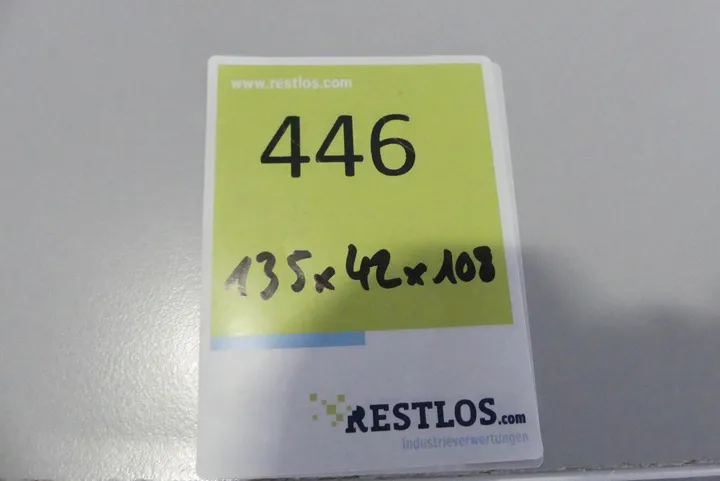 www.restlos.com
446
135x42x108
RESTLOS.com
Industrieverwertungen